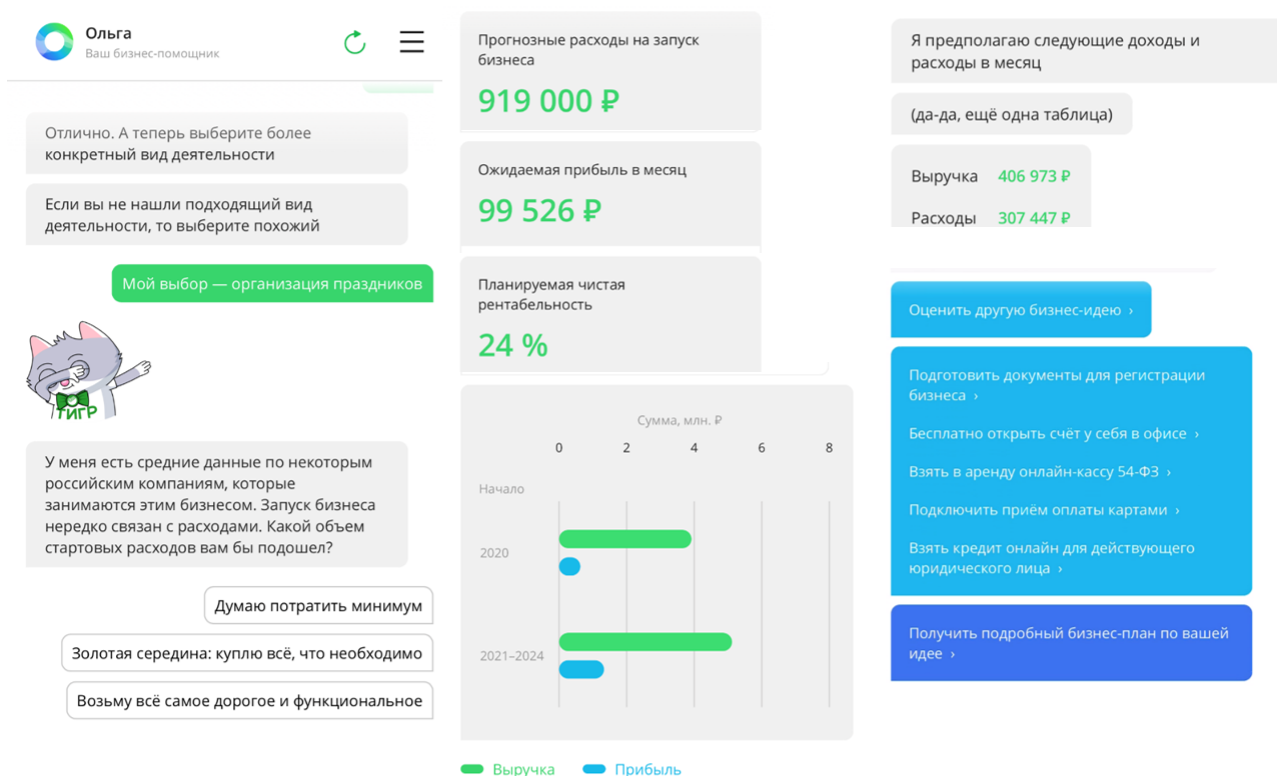 Ольга
Ваш бизнес-помощник
Отлично. А теперь выберите более
конкретный вид деятельности
Если вы не нашли подходящий вид
деятельности, то выберите похожий
Мой выбор — организация праздников
ТИГР
У меня есть средние данные по некоторым
российским компаниям, которые
занимаются этим бизнесом. Запуск бизнеса
нередко связан с расходами. Какой объем
стартовых расходов вам бы подошел?
Думаю потратить минимум
Золотая середина: куплю всё, что необходимо
Возьму всё самое дорогое и функциональное
Прогнозные расходы на запуск
бизнеса
919 000 ₽
Ожидаемая прибыль в месяц
99 526 ₽
Планируемая чистая
рентабельность
24 %
Сумма, млн. ₽
0 2 4 6 8
Начало
2020
2021–2024
Выручка Прибыль
Я предполагаю следующие доходы и
расходы в месяц
(да-да, ещё одна таблица)
Выручка 406 973 ₽
Расходы 307 447 ₽
Оценить другую бизнес-идею ›
Подготовить документы для регистрации
бизнеса ›
Бесплатно открыть счёт у себя в офисе ›
Взять в аренду онлайн-кассу 54-ФЗ ›
Подключить приём оплаты картами ›
Взять кредит онлайн для действующего
юридического лица ›
Получить подробный бизнес-план по вашей
идее ›